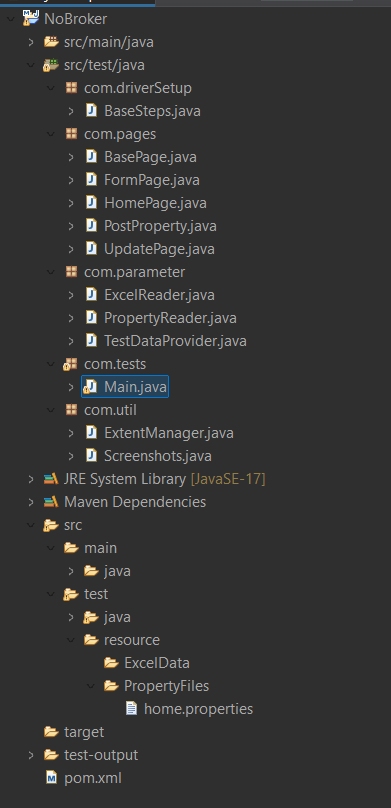 NoBroker
src/main/java
src/test/java
com.driverSetup
BaseSteps.java
com.pages
BasePage.java
FormPage.java
HomePage.java
PostProperty.java
UpdatePage.java
com.parameter
ExcelReader.java
PropertyReader.java
TestDataProvider.java
com.tests
Main.java
com.util
ExtentManager.java
Screenshots.java
JRE System Library [JavaSE-17]
Maven Dependencies
src
main
java
test
java
resource
ExcelData
PropertyFiles
home.properties
target
test-output
pom.xml